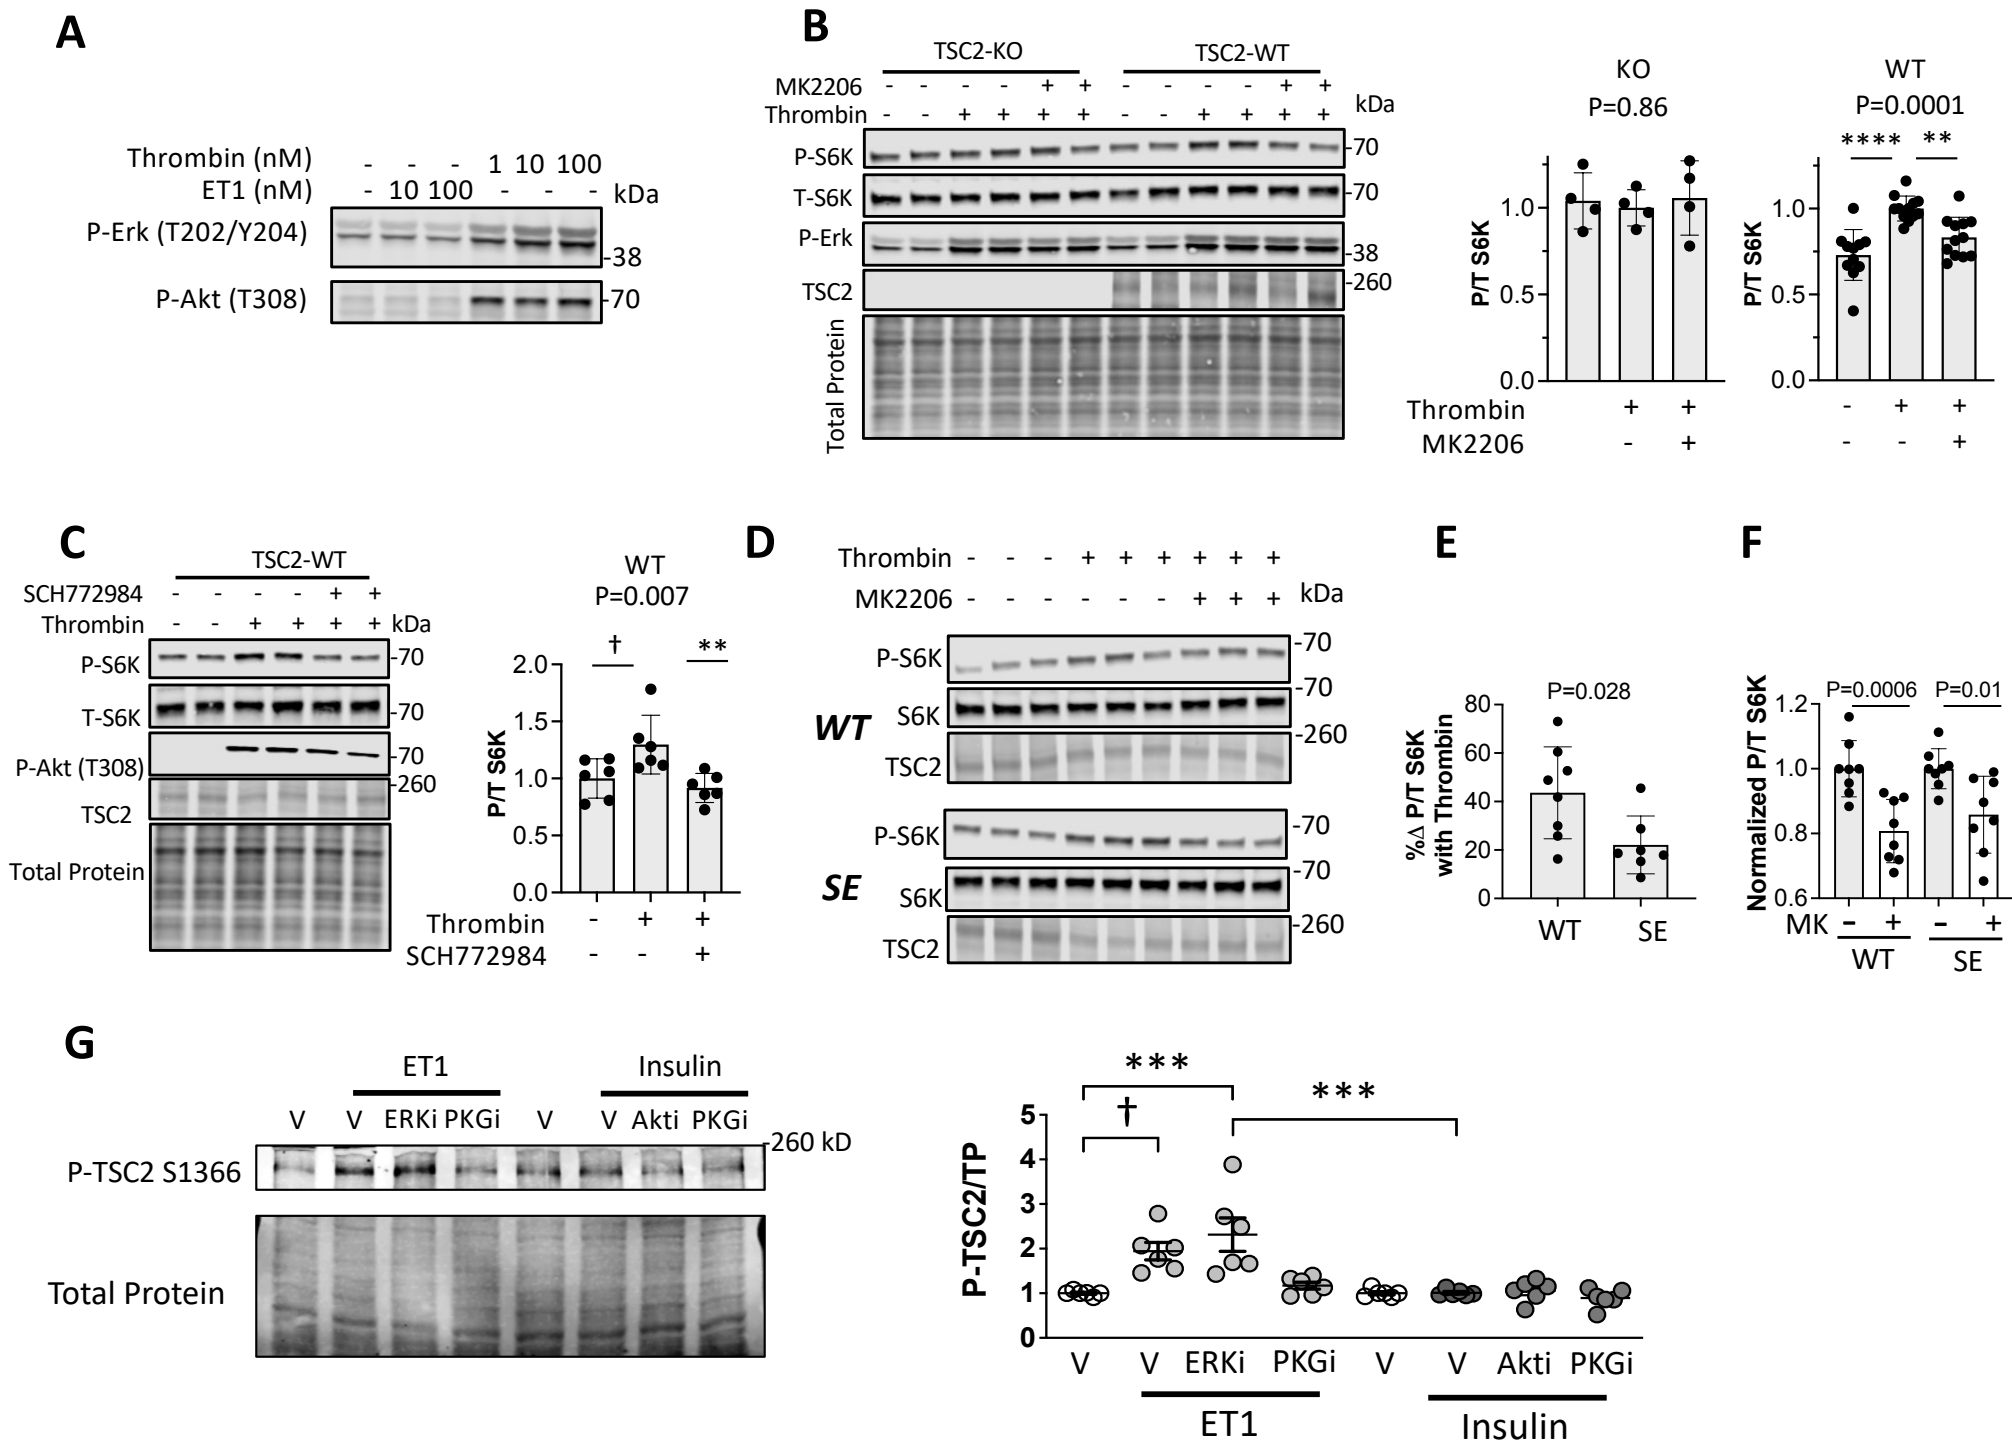 A
Thrombin (nM) - - - 1 10 100
ET1 (nM) - 10 100 - - - kDa
P-Erk (T202/Y204) -38
P-Akt (T308) -70
B
TSC2-KO TSC2-WT
MK2206 - - - - + + - - - - + +
Thrombin - - + + + + - - + + + + kDa
P-S6K -70
T-S6K -70
P-Erk -38
TSC2 -260
Total Protein
KO
P=0.86
P/T S6K
1.0
0.5
0.0
WT
P=0.0001
**** **
P/T S6K
1.0
0.5
0.0
Thrombin + + - + +
MK2206 - + - - +
C
TSC2-WT
SCH772984 - - - - + +
Thrombin - - + + + + kDa
P-S6K -70
T-S6K -70
P-Akt (T308) -70
TSC2 -260
Total Protein
WT
P=0.007
† **
P/T S6K
2.0
1.5
1.0
0.5
0.0
Thrombin - + +
SCH772984 - - +
D
Thrombin - - - + + + + + +
MK2206 - - - - - - + + + kDa
WT
P-S6K -70
S6K -70
TSC2 -260
SE
P-S6K -70
S6K -70
TSC2 -260
E
P=0.028
%Δ P/T S6K
with Thrombin
80
60
40
20
0
WT SE
F
P=0.0006 P=0.01
Normalized P/T S6K
1.2
1.0
0.8
0.6
MK - + - +
WT SE
G
ET1 Insulin
V V ERKi PKGi V V Akti PKGi
-260 kD
P-TSC2 S1366
Total Protein
*** ***
†
P-TSC2/TP
5
4
3
2
1
0
V V ERKi PKGi V V Akti PKGi
ET1 Insulin